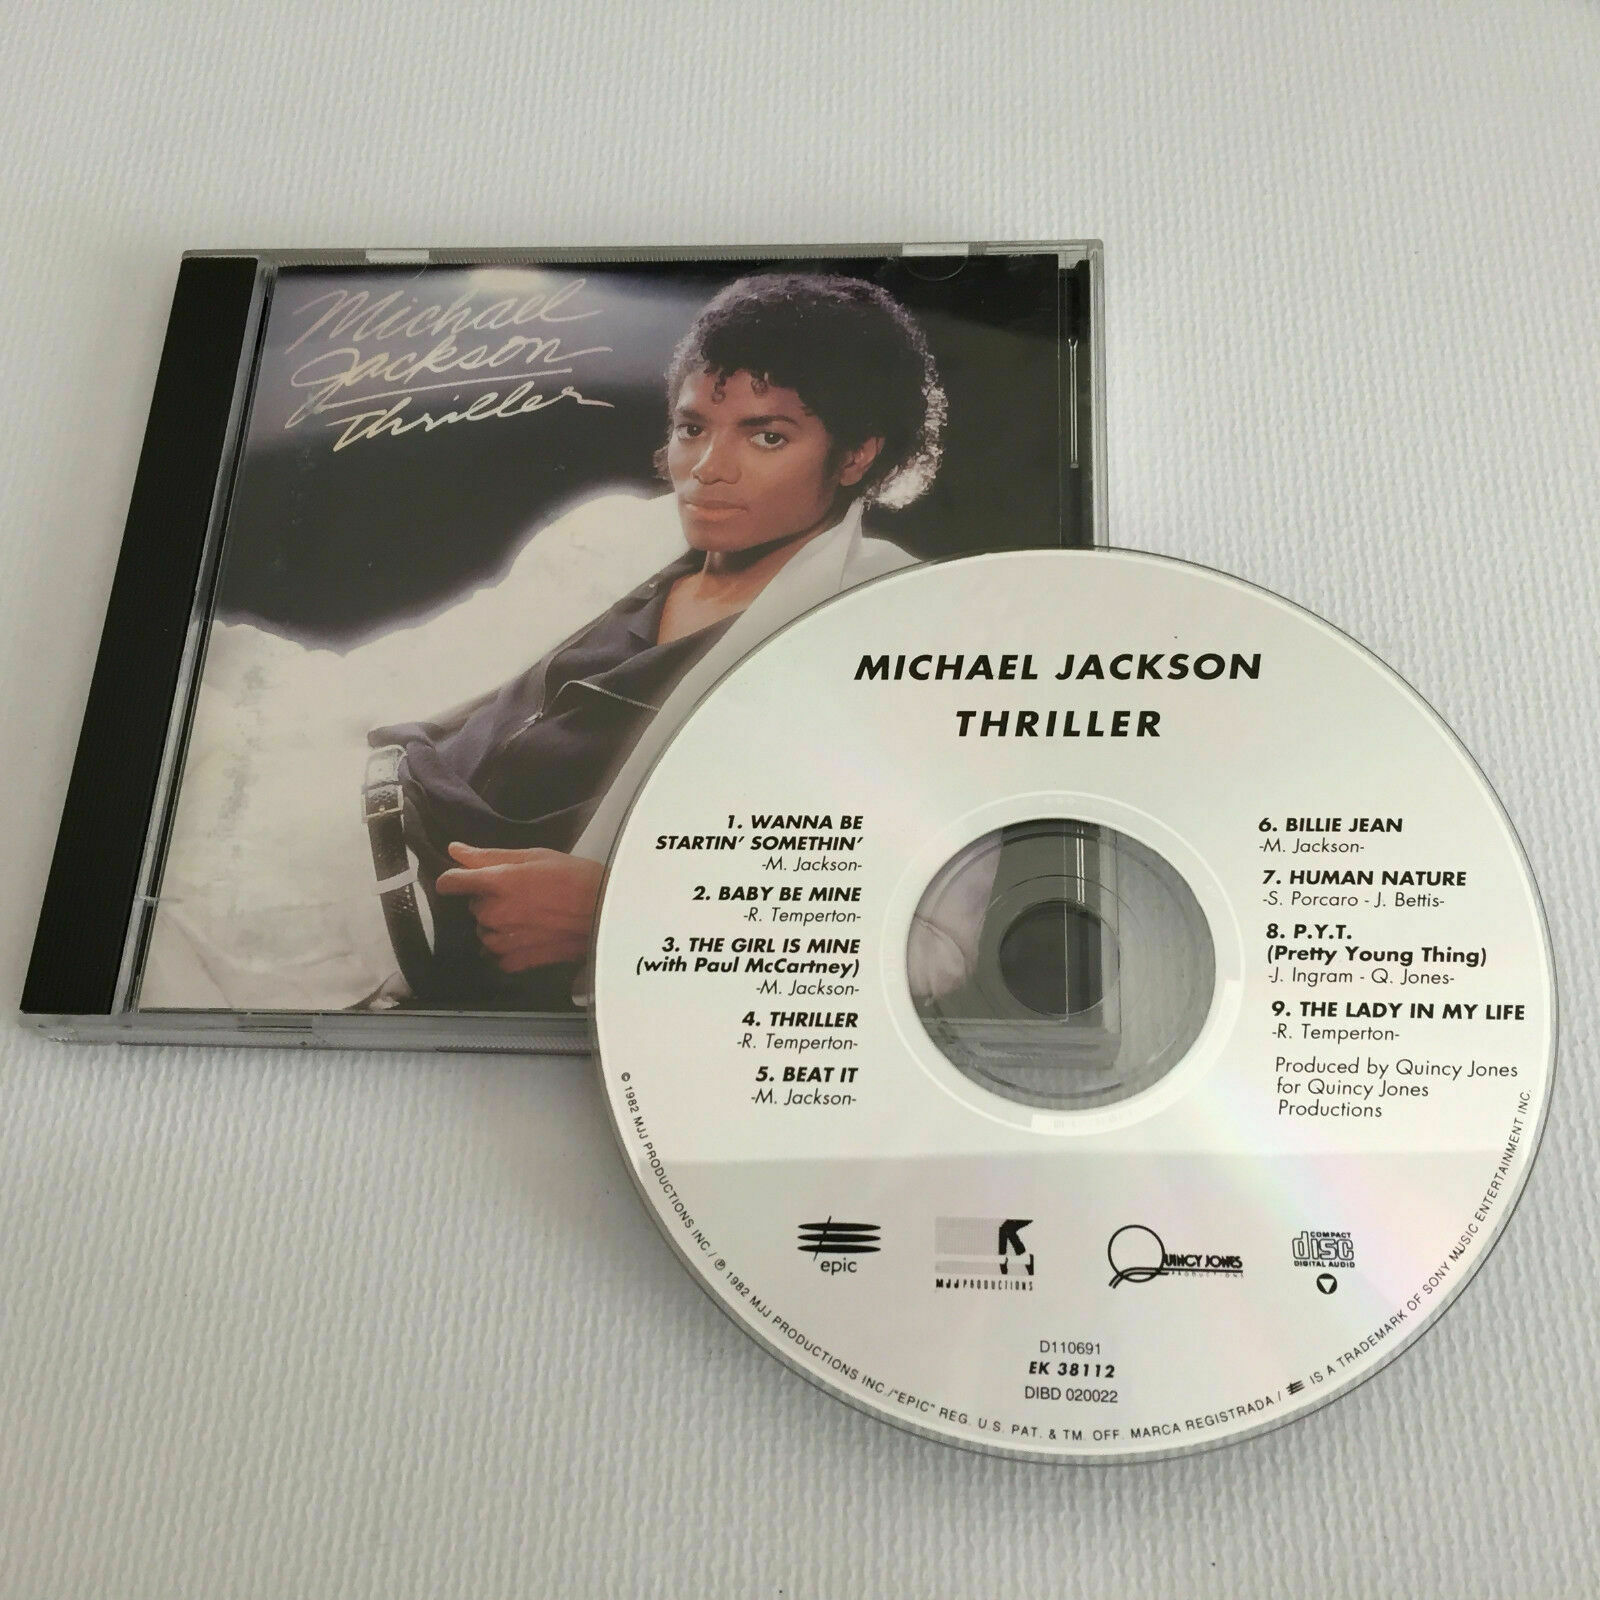 Michael
Jackson
Thriller
MICHAEL JACKSON
THRILLER
1. WANNA BE
STARTIN' SOMETHIN'
-M. Jackson-
2. BABY BE MINE
-R. Temperton-
3. THE GIRL IS MINE
(with Paul McCartney)
-M. Jackson-
4. THRILLER
-R. Temperton-
5. BEAT IT
-M. Jackson-
6. BILLIE JEAN
-M. Jackson-
7. HUMAN NATURE
-S. Porcaro - J. Bettis-
8. P.Y.T.
(Pretty Young Thing)
-J. Ingram - Q. Jones-
9. THE LADY IN MY LIFE
-R. Temperton-
Produced by Quincy Jones
for Quincy Jones
Productions
epic
MJJ PRODUCTIONS
QUINCY JONES
PRODUCTIONS
COMPACT
disc
DIGITAL AUDIO
D110691
EK 38112
DIBD 020022
© 1982 MJJ PRODUCTIONS INC / ℗ 1982 MJJ PRODUCTIONS INC./"EPIC" REG. U.S. PAT. & TM. OFF. MARCA REGISTRADA / IS A TRADEMARK OF SONY MUSIC ENTERTAINMENT INC.